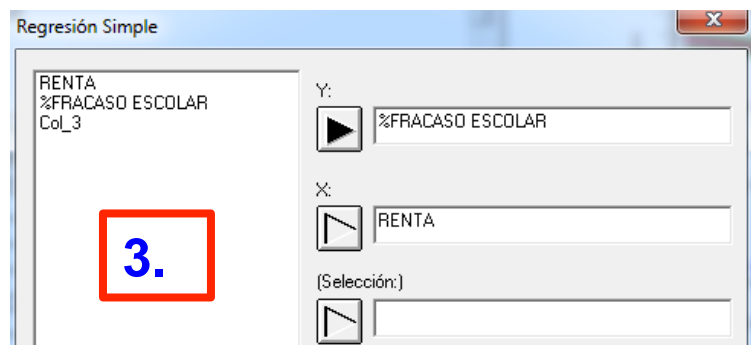 Regresión Simple
x
RENTA
%FRACASO ESCOLAR
Col_3
3.
Y:
%FRACASO ESCOLAR
X:
RENTA
(Selección:)